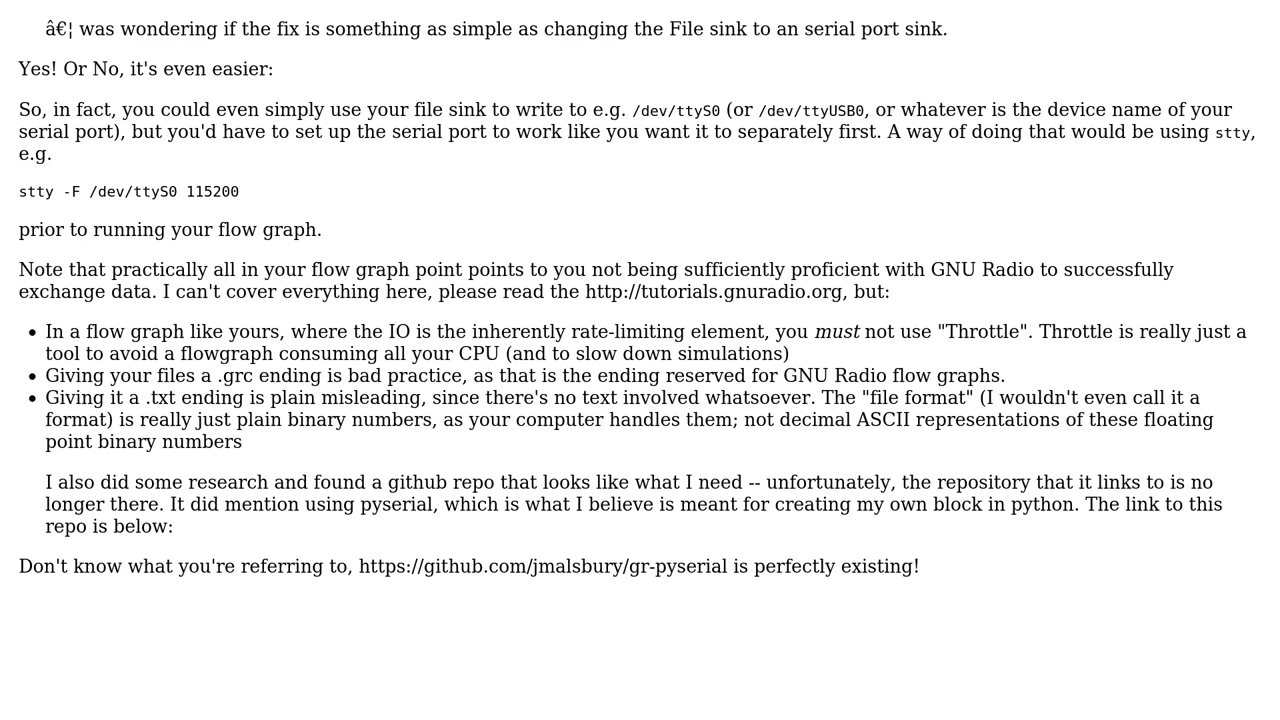 â€¦ was wondering if the fix is something as simple as changing the File sink to an serial port sink.
Yes! Or No, it's even easier:
So, in fact, you could even simply use your file sink to write to e.g. /dev/ttyS0 (or /dev/ttyUSB0, or whatever is the device name of your
serial port), but you'd have to set up the serial port to work like you want it to separately first. A way of doing that would be using stty,
e.g.
stty -F /dev/ttyS0 115200
prior to running your flow graph.
Note that practically all in your flow graph point points to you not being sufficiently proficient with GNU Radio to successfully
exchange data. I can't cover everything here, please read the http://tutorials.gnuradio.org, but:
• In a flow graph like yours, where the IO is the inherently rate-limiting element, you must not use "Throttle". Throttle is really just a
tool to avoid a flowgraph consuming all your CPU (and to slow down simulations)
• Giving your files a .grc ending is bad practice, as that is the ending reserved for GNU Radio flow graphs.
• Giving it a .txt ending is plain misleading, since there's no text involved whatsoever. The "file format" (I wouldn't even call it a
format) is really just plain binary numbers, as your computer handles them; not decimal ASCII representations of these floating
point binary numbers
I also did some research and found a github repo that looks like what I need -- unfortunately, the repository that it links to is no
longer there. It did mention using pyserial, which is what I believe is meant for creating my own block in python. The link to this
repo is below:
Don't know what you're referring to, https://github.com/jmalsbury/gr-pyserial is perfectly existing!